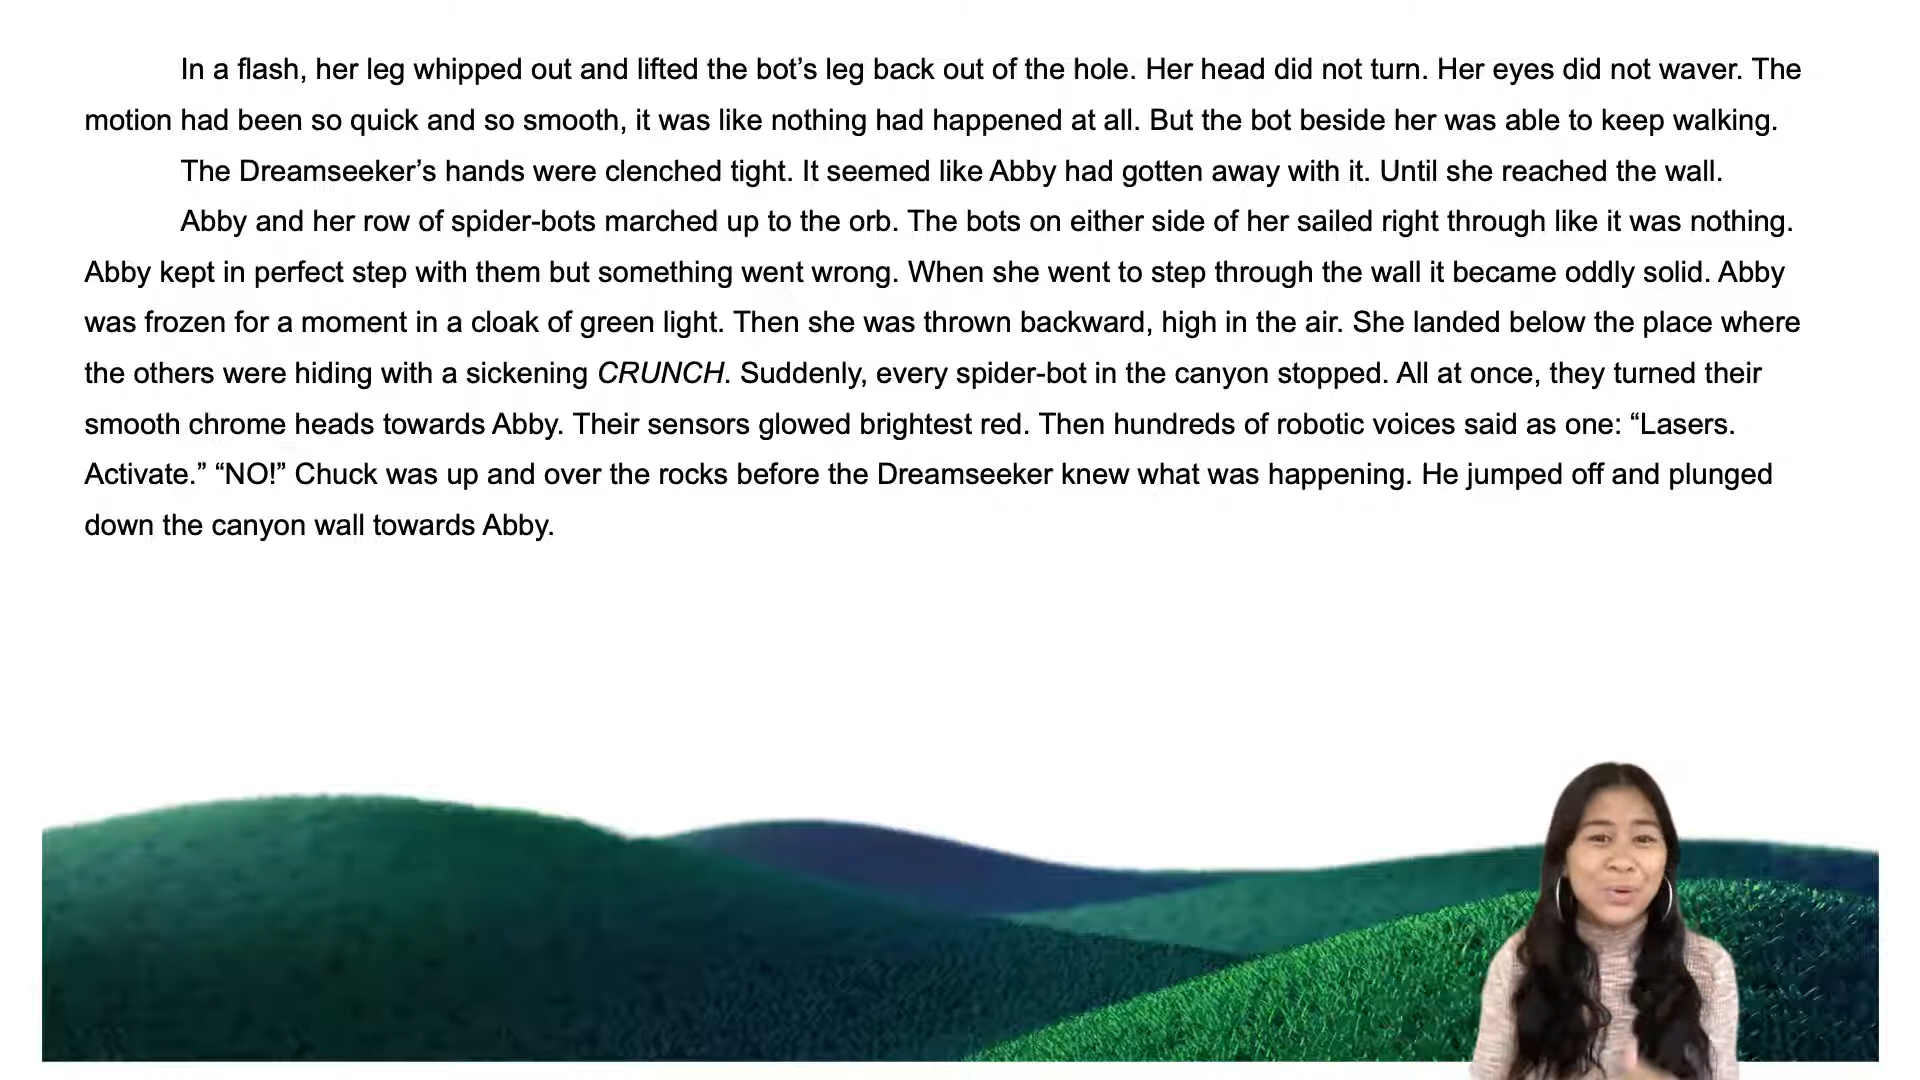 In a flash, her leg whipped out and lifted the bot’s leg back out of the hole. Her head did not turn. Her eyes did not waver. The
motion had been so quick and so smooth, it was like nothing had happened at all. But the bot beside her was able to keep walking.
The Dreamseeker’s hands were clenched tight. It seemed like Abby had gotten away with it. Until she reached the wall.
Abby and her row of spider-bots marched up to the orb. The bots on either side of her sailed right through like it was nothing.
Abby kept in perfect step with them but something went wrong. When she went to step through the wall it became oddly solid. Abby
was frozen for a moment in a cloak of green light. Then she was thrown backward, high in the air. She landed below the place where
the others were hiding with a sickening CRUNCH. Suddenly, every spider-bot in the canyon stopped. All at once, they turned their
smooth chrome heads towards Abby. Their sensors glowed brightest red. Then hundreds of robotic voices said as one: “Lasers.
Activate.” “NO!” Chuck was up and over the rocks before the Dreamseeker knew what was happening. He jumped off and plunged
down the canyon wall towards Abby.